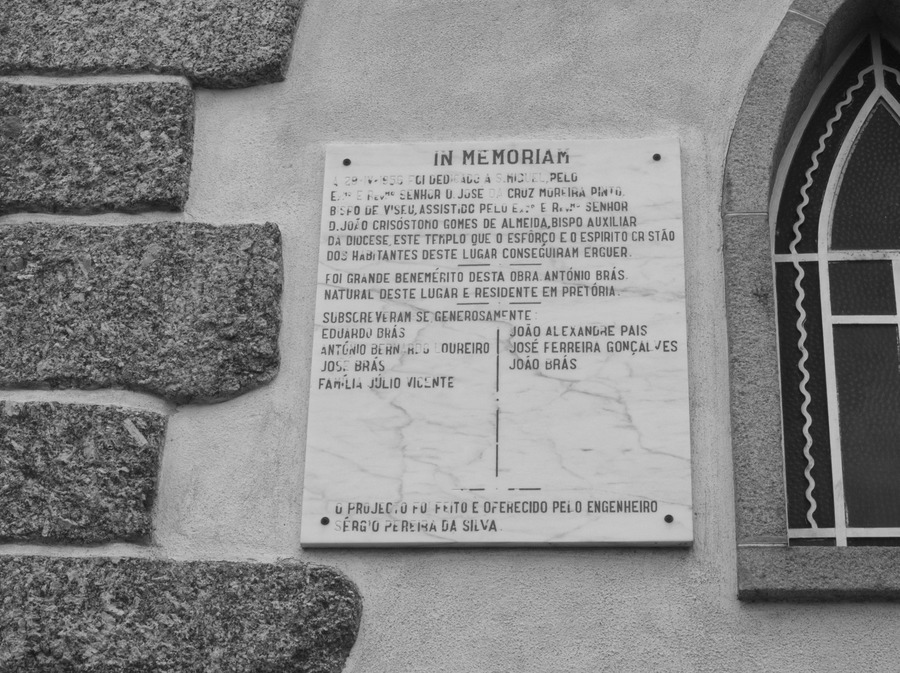 IN MEMORIAM
A FOI DEDICADO A S. MIGUEL, PELO
EXMO E REVMO SENHOR D. JOSÉ DA CRUZ MOREIRA PINTO,
BISPO DE VISEU, ASSISTIDO PELO EXMO E REVMO SENHOR
D. JOÃO CRISÓSTOMO GOMES DE ALMEIDA, BISPO AUXILIAR
DA DIOCESE, ESTE TEMPLO QUE O ESFÔRÇO E O ESPIRITO CRISTÃO
DOS HABITANTES DESTE LUGAR CONSEGUIRAM ERGUER.
FOI GRANDE BENEMÉRITO DESTA OBRA ANTÓNIO BRÁS,
NATURAL DESTE LUGAR E RESIDENTE EM PRETÓRIA.
SUBSCREVERAM SE GENEROSAMENTE:
EDUARDO BRÁS
ANTÓNIO BERNARDO LOUREIRO
JOSÉ BRÁS
FAMÍLIA JÚLIO VICENTE
JOÃO ALEXANDRE PAIS
JOSÉ FERREIRA GONÇALVES
JOÃO BRÁS
O PROJECTO FOI FEITO E OFERECIDO PELO ENGENHEIRO
SÉRGIO PEREIRA DA SILVA.